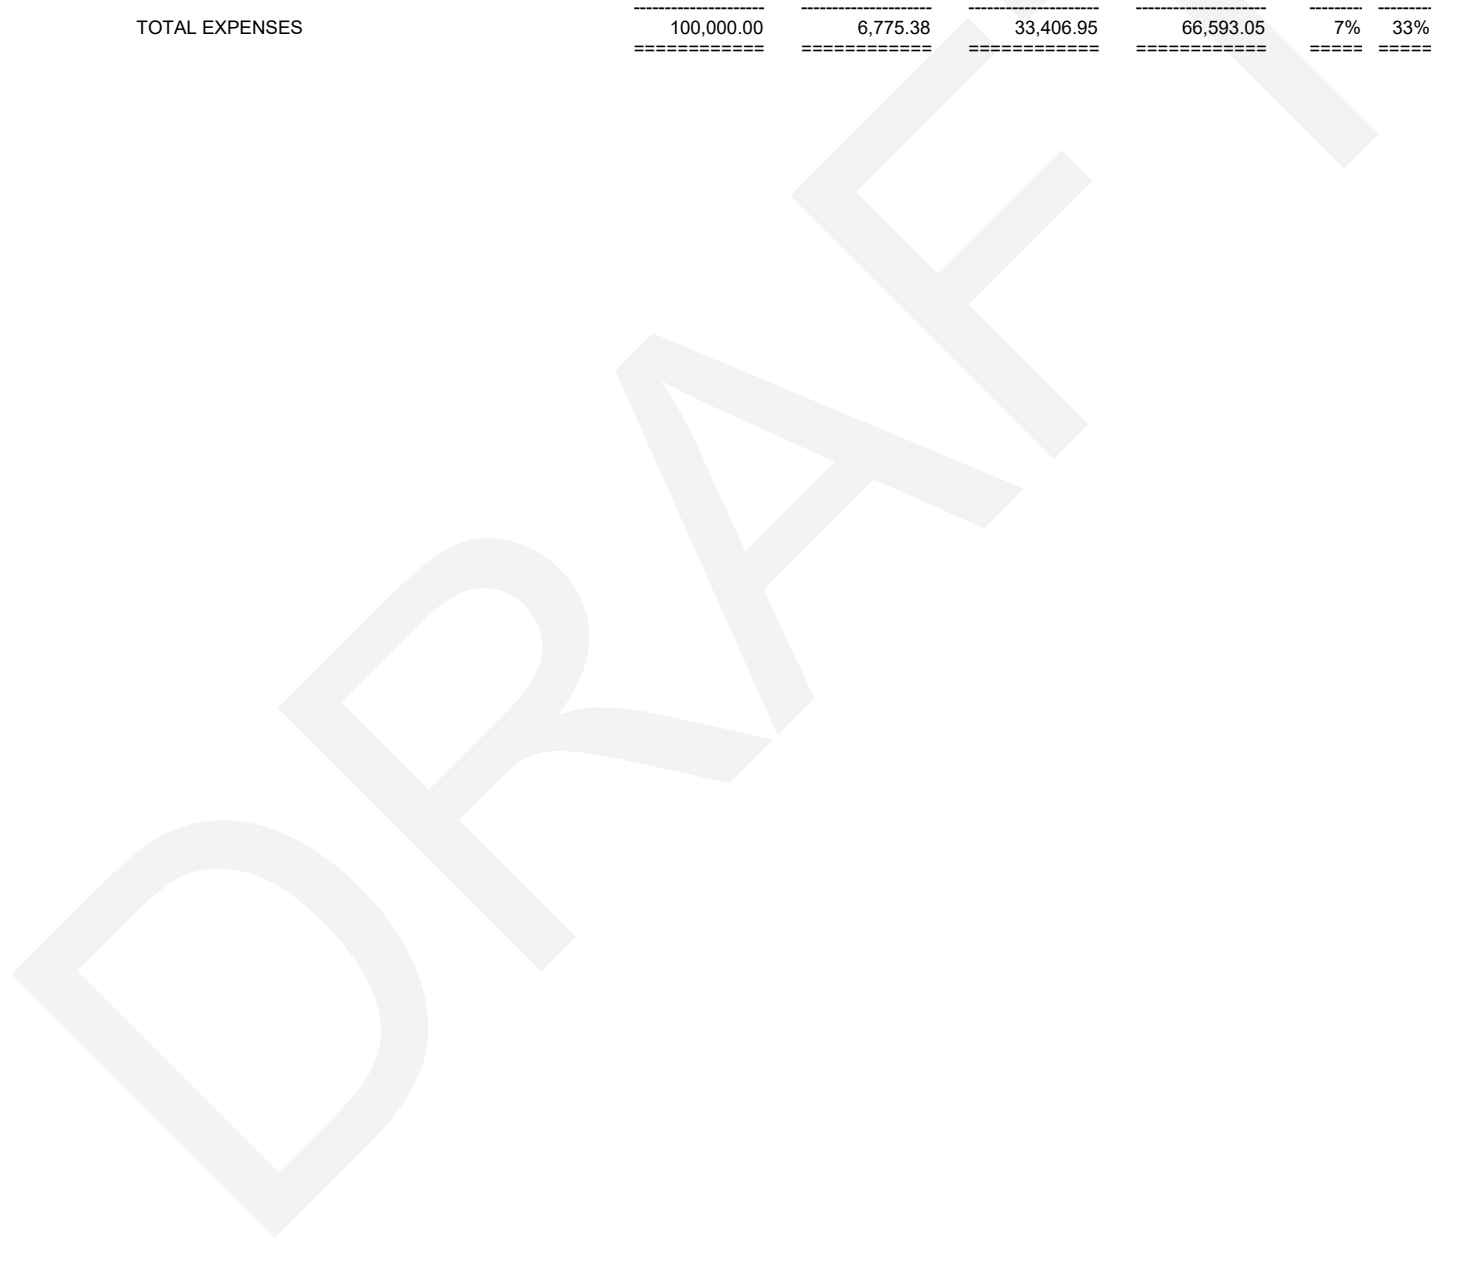 --------------------- --------------------- --------------------- --------------------- --------- ---------
TOTAL EXPENSES 100,000.00 6,775.38 33,406.95 66,593.05 7% 33%
============ ============ ============ ============ ===== =====
DRAFT